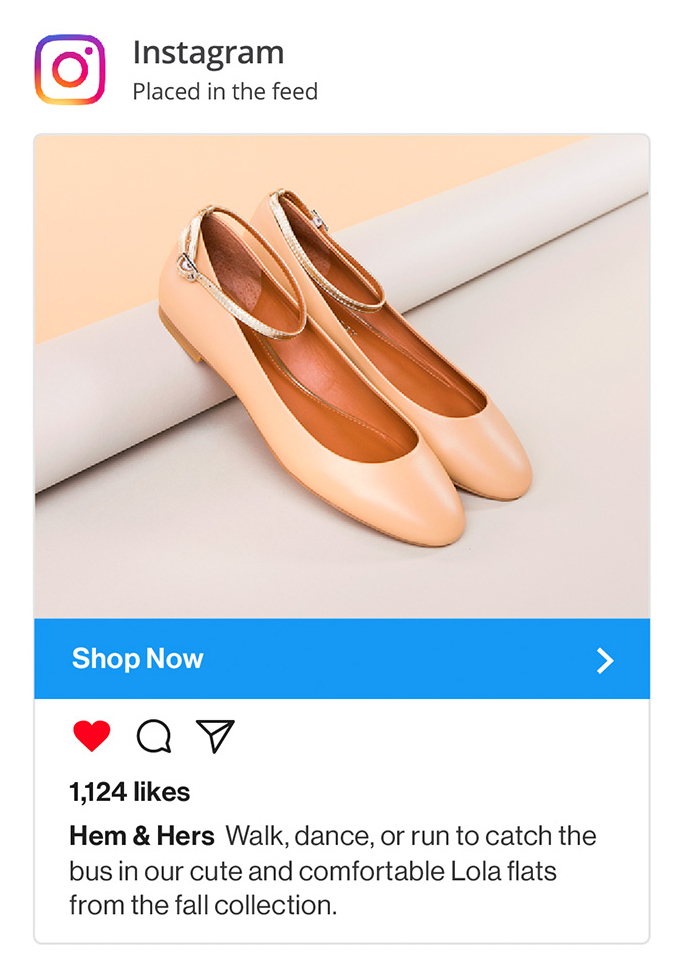 Instagram
Placed in the feed
Shop Now
1,124 likes
Hem & Hers Walk, dance, or run to catch the
bus in our cute and comfortable Lola flats
from the fall collection.